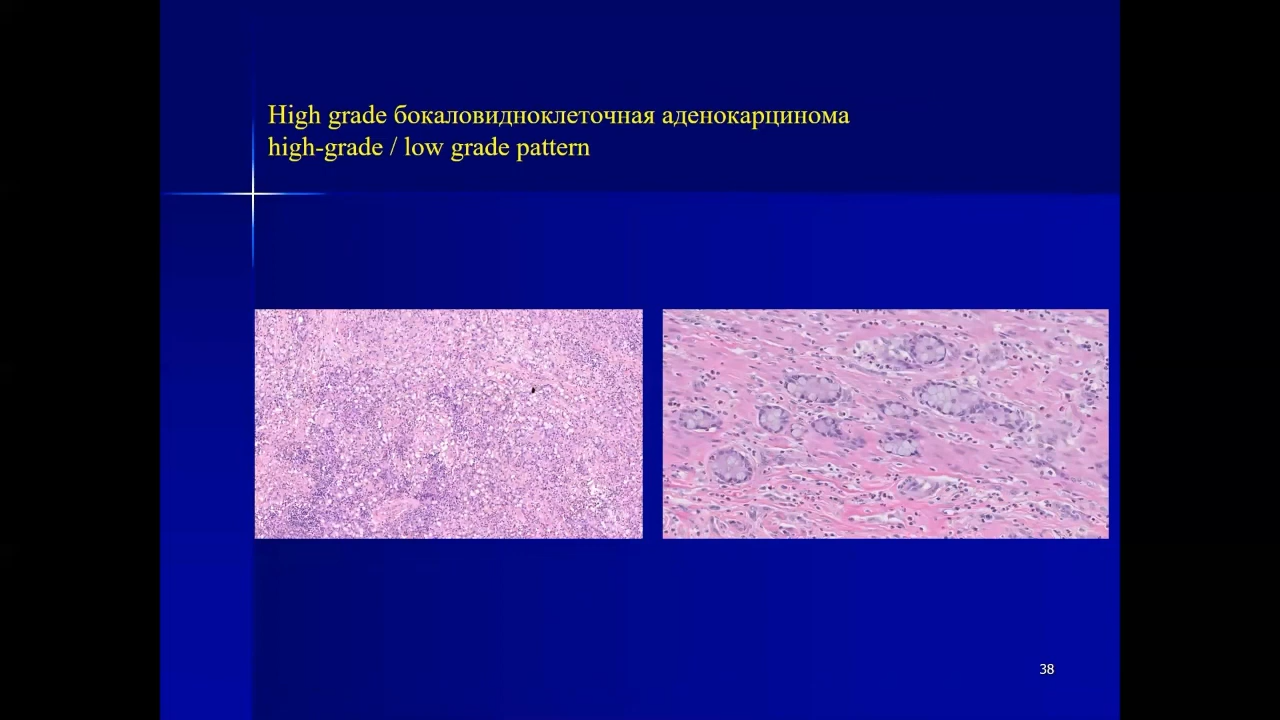 High grade бокаловидноклеточная аденокарцинома
high-grade / low grade pattern
38